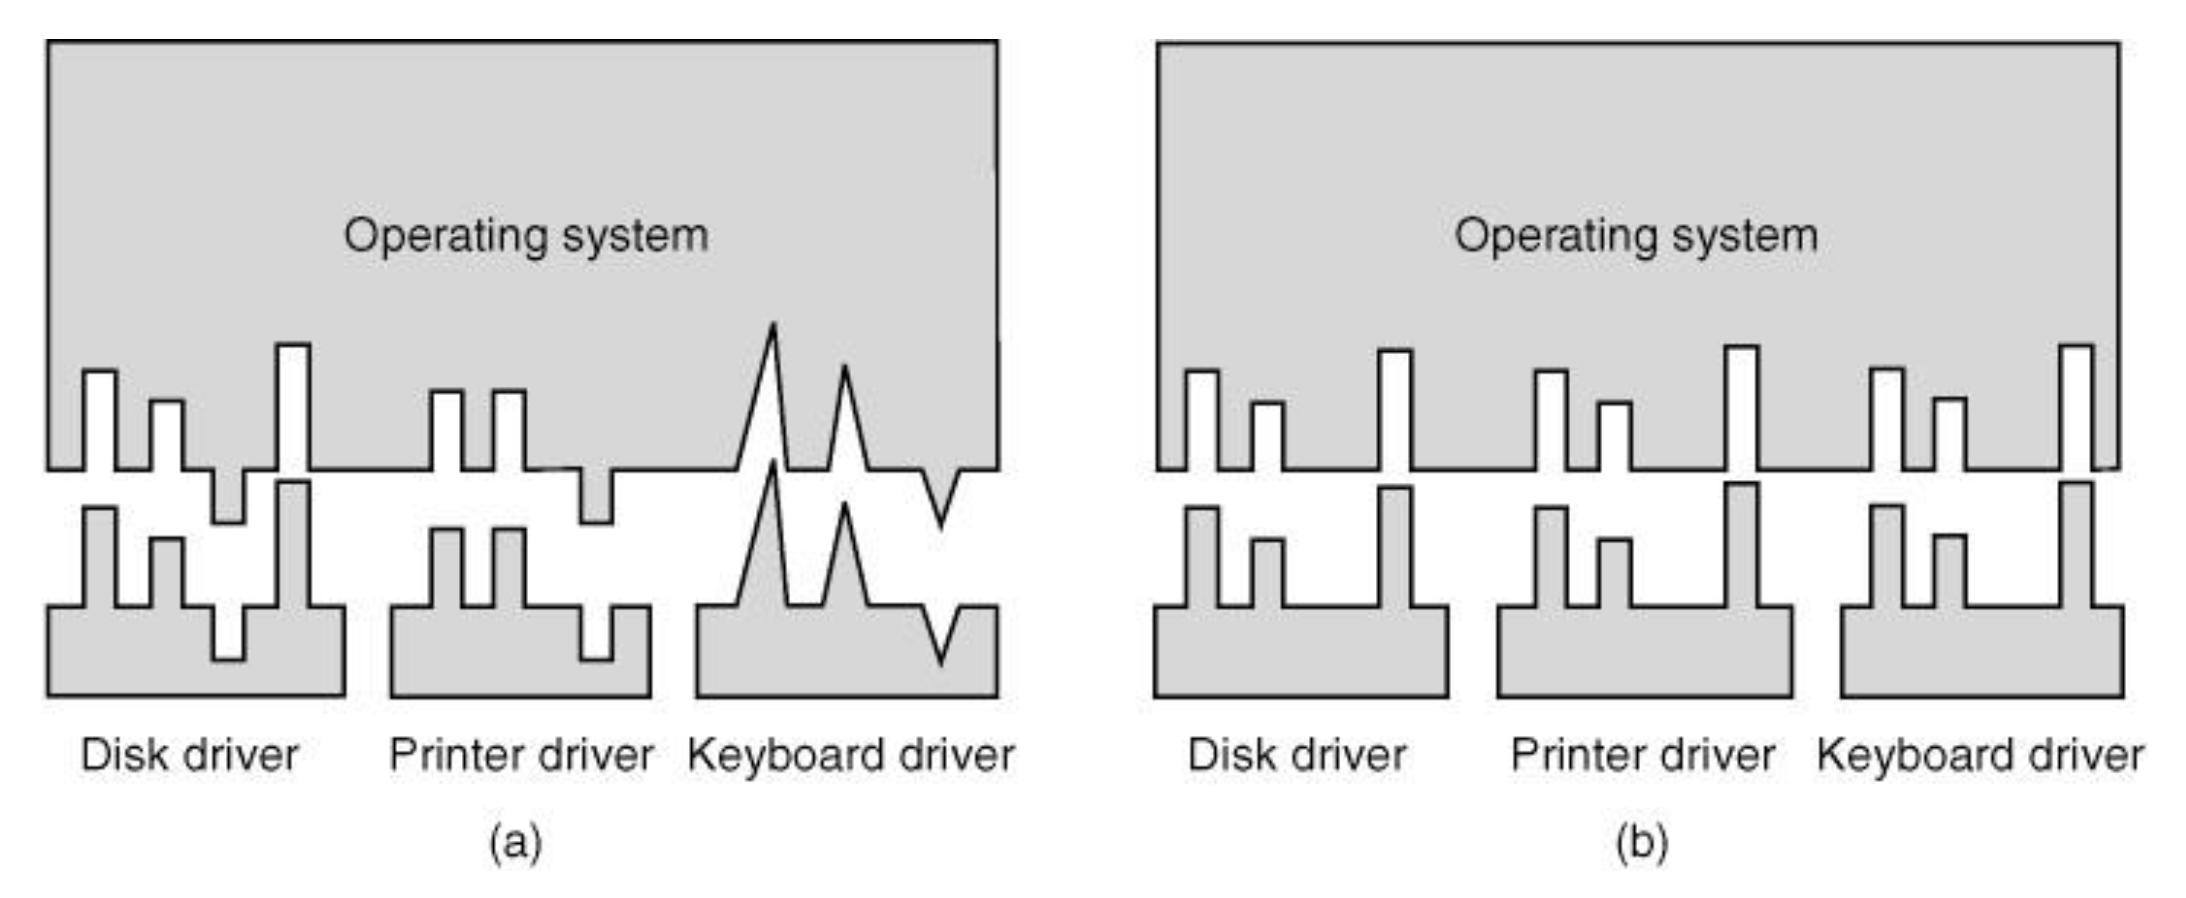 Operating system
Disk driver Printer driver Keyboard driver
(a)
Operating system
Disk driver Printer driver Keyboard driver
(b)